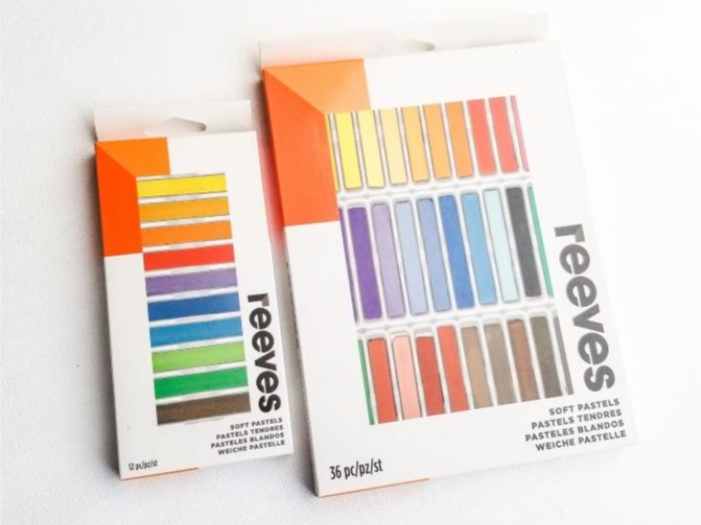 reeves
SOFT PASTELS
PASTELS TENDRES
PASTELES BLANDOS
WEICHE PASTELLE
12 pc/pz/st
reeves
SOFT PASTELS
PASTELS TENDRES
PASTELES BLANDOS
WEICHE PASTELLE
36 pc/pz/st